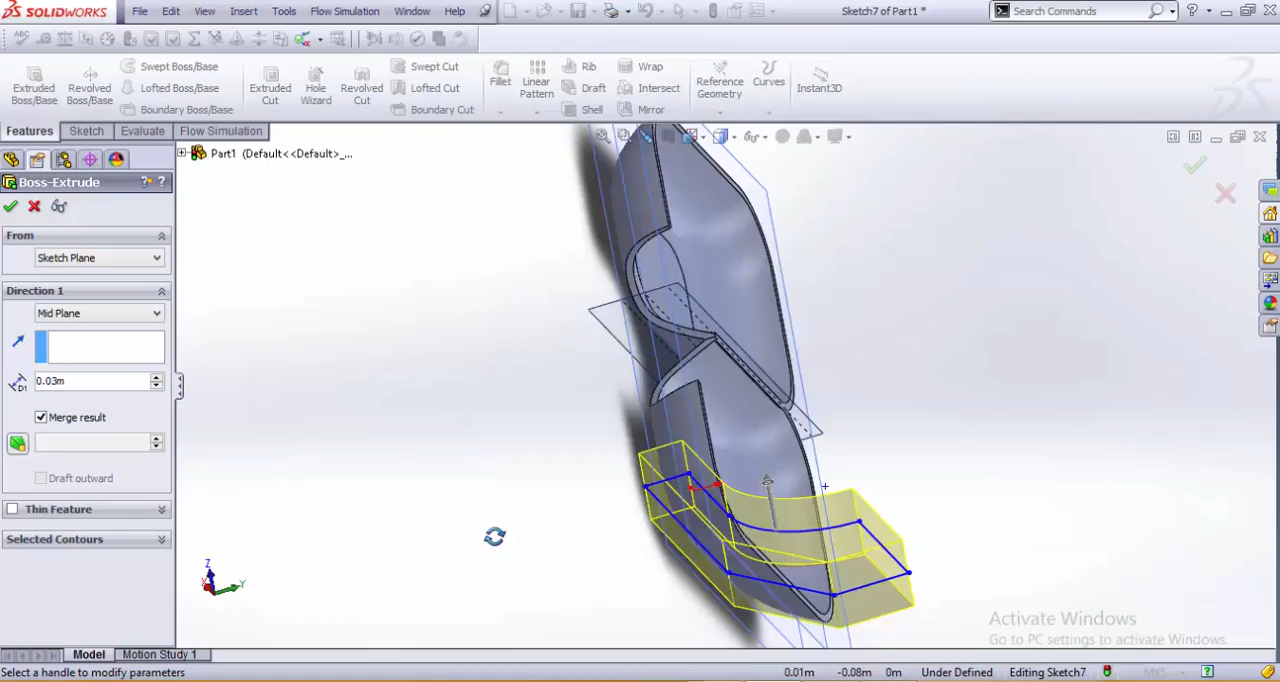 SOLIDWORKS File Edit View Insert Tools Flow Simulation Window Help Sketch7 of Part1 * Search Commands
Extruded Boss/Base
Revolved Boss/Base
Swept Boss/Base
Lofted Boss/Base
Boundary Boss/Base
Extruded Cut
Hole Wizard
Revolved Cut
Swept Cut
Lofted Cut
Boundary Cut
Fillet
Linear Pattern
Rib
Draft
Shell
Wrap
Intersect
Mirror
Reference Geometry
Curves
Instant3D
Features Sketch Evaluate Flow Simulation
Part1 (Default<<Default>_...
Boss-Extrude
From
Sketch Plane
Direction 1
Mid Plane
D1
0.03m
Merge result
Draft outward
Thin Feature
Selected Contours
Z
X
Y
Activate Windows
Go to PC settings to activate Windows.
Model Motion Study 1
Select a handle to modify parameters 0.01m -0.08m 0m Under Defined Editing Sketch7